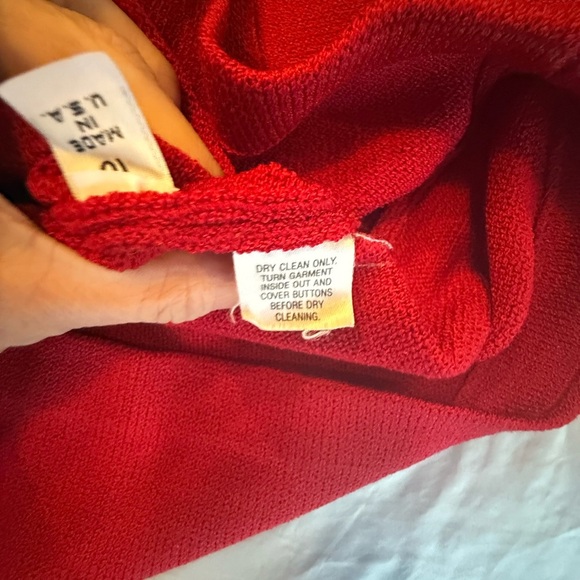 10
MADE
IN
U.S.A.
DRY CLEAN ONLY.
TURN GARMENT
INSIDE OUT AND
COVER BUTTONS
BEFORE DRY
CLEANING.